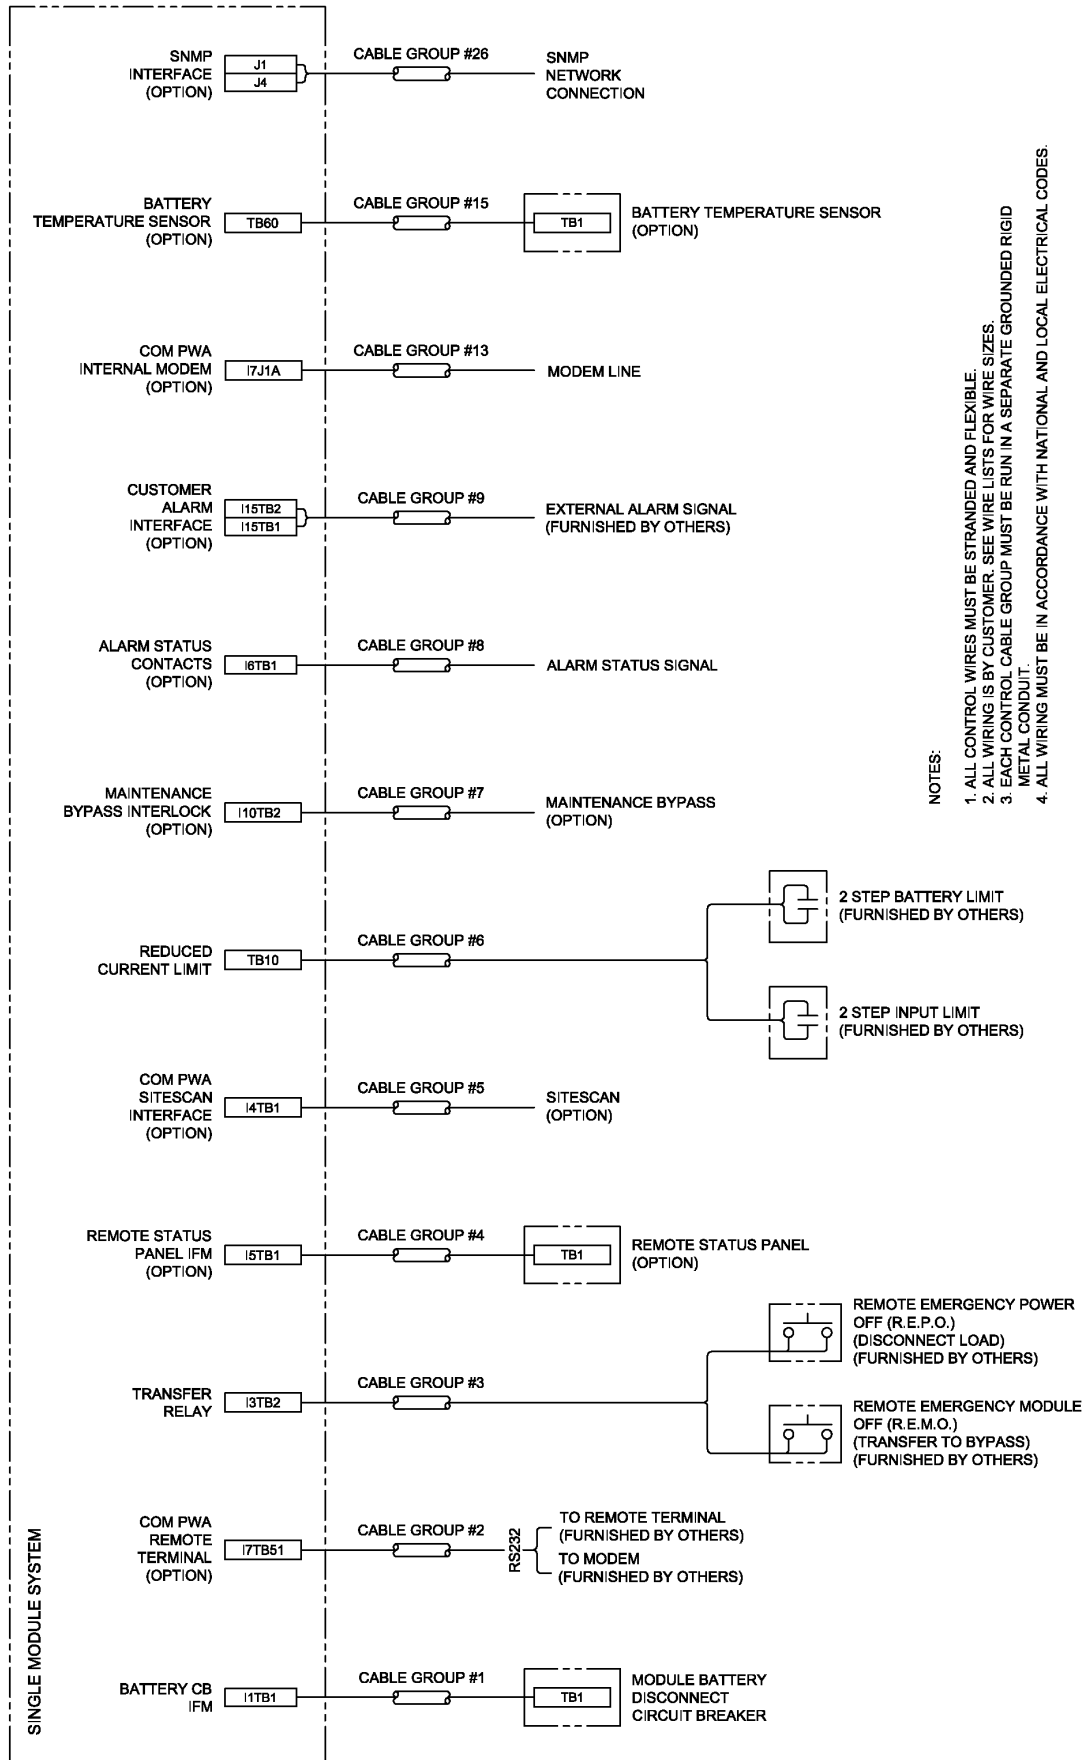 SNMP
INTERFACE
(OPTION)
J1
J4
CABLE GROUP #26
SNMP
NETWORK
CONNECTION
BATTERY
TEMPERATURE SENSOR
(OPTION)
TB60
CABLE GROUP #15
TB1
BATTERY TEMPERATURE SENSOR
(OPTION)
COM PWA
INTERNAL MODEM
(OPTION)
I7J1A
CABLE GROUP #13
MODEM LINE
CUSTOMER
ALARM
INTERFACE
(OPTION)
I15TB2
I15TB1
CABLE GROUP #9
EXTERNAL ALARM SIGNAL
(FURNISHED BY OTHERS)
ALARM STATUS
CONTACTS
(OPTION)
I6TB1
CABLE GROUP #8
ALARM STATUS SIGNAL
MAINTENANCE
BYPASS INTERLOCK
(OPTION)
I10TB2
CABLE GROUP #7
MAINTENANCE BYPASS
(OPTION)
REDUCED
CURRENT LIMIT
TB10
CABLE GROUP #6
2 STEP BATTERY LIMIT
(FURNISHED BY OTHERS)
2 STEP INPUT LIMIT
(FURNISHED BY OTHERS)
COM PWA
SITESCAN
INTERFACE
(OPTION)
I4TB1
CABLE GROUP #5
SITESCAN
(OPTION)
REMOTE STATUS
PANEL IFM
(OPTION)
I5TB1
CABLE GROUP #4
TB1
REMOTE STATUS PANEL
(OPTION)
TRANSFER
RELAY
I3TB2
CABLE GROUP #3
REMOTE EMERGENCY POWER
OFF (R.E.P.O.)
(DISCONNECT LOAD)
(FURNISHED BY OTHERS)
REMOTE EMERGENCY MODULE
OFF (R.E.M.O.)
(TRANSFER TO BYPASS)
(FURNISHED BY OTHERS)
COM PWA
REMOTE
TERMINAL
(OPTION)
I7TB51
CABLE GROUP #2
RS232
TO REMOTE TERMINAL
(FURNISHED BY OTHERS)
TO MODEM
(FURNISHED BY OTHERS)
BATTERY CB
IFM
I1TB1
CABLE GROUP #1
TB1
MODULE BATTERY
DISCONNECT
CIRCUIT BREAKER
SINGLE MODULE SYSTEM
NOTES:
1. ALL CONTROL WIRES MUST BE STRANDED AND FLEXIBLE.
2. ALL WIRING IS BY CUSTOMER. SEE WIRE LISTS FOR WIRE SIZES.
3. EACH CONTROL CABLE GROUP MUST BE RUN IN A SEPARATE GROUNDED RIGID
METAL CONDUIT.
4. ALL WIRING MUST BE IN ACCORDANCE WITH NATIONAL AND LOCAL ELECTRICAL CODES.